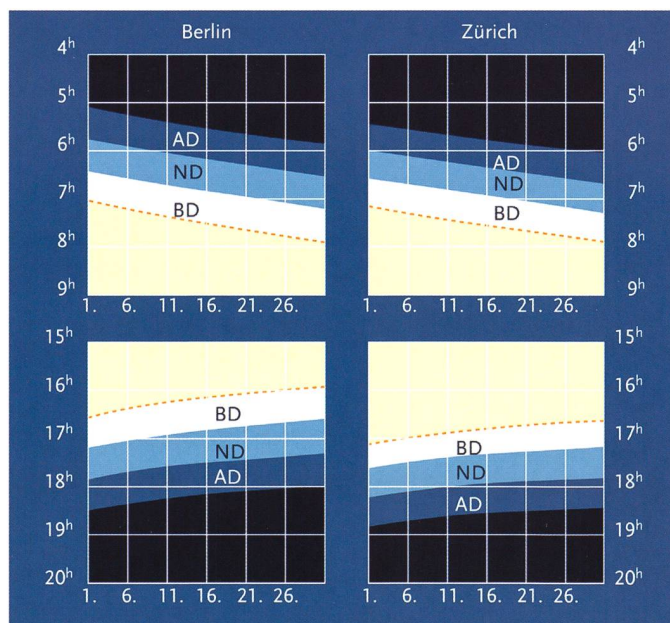 Berlin
Zürich
4h
4h
5h
5h
AD
6h
6h
AD
ND
ND
7h
7h
BD
BD
8h
8h
9h
9h
1. 6. 11. 16. 21. 26.
1. 6. 11. 16. 21. 26.
15h
15h
16h
16h
BD
17h
17h
BD
ND
ND
18h
AD
18h
AD
19h
19h
20h
20h
1. 6. 11. 16. 21. 26.
1. 6. 11. 16. 21. 26.